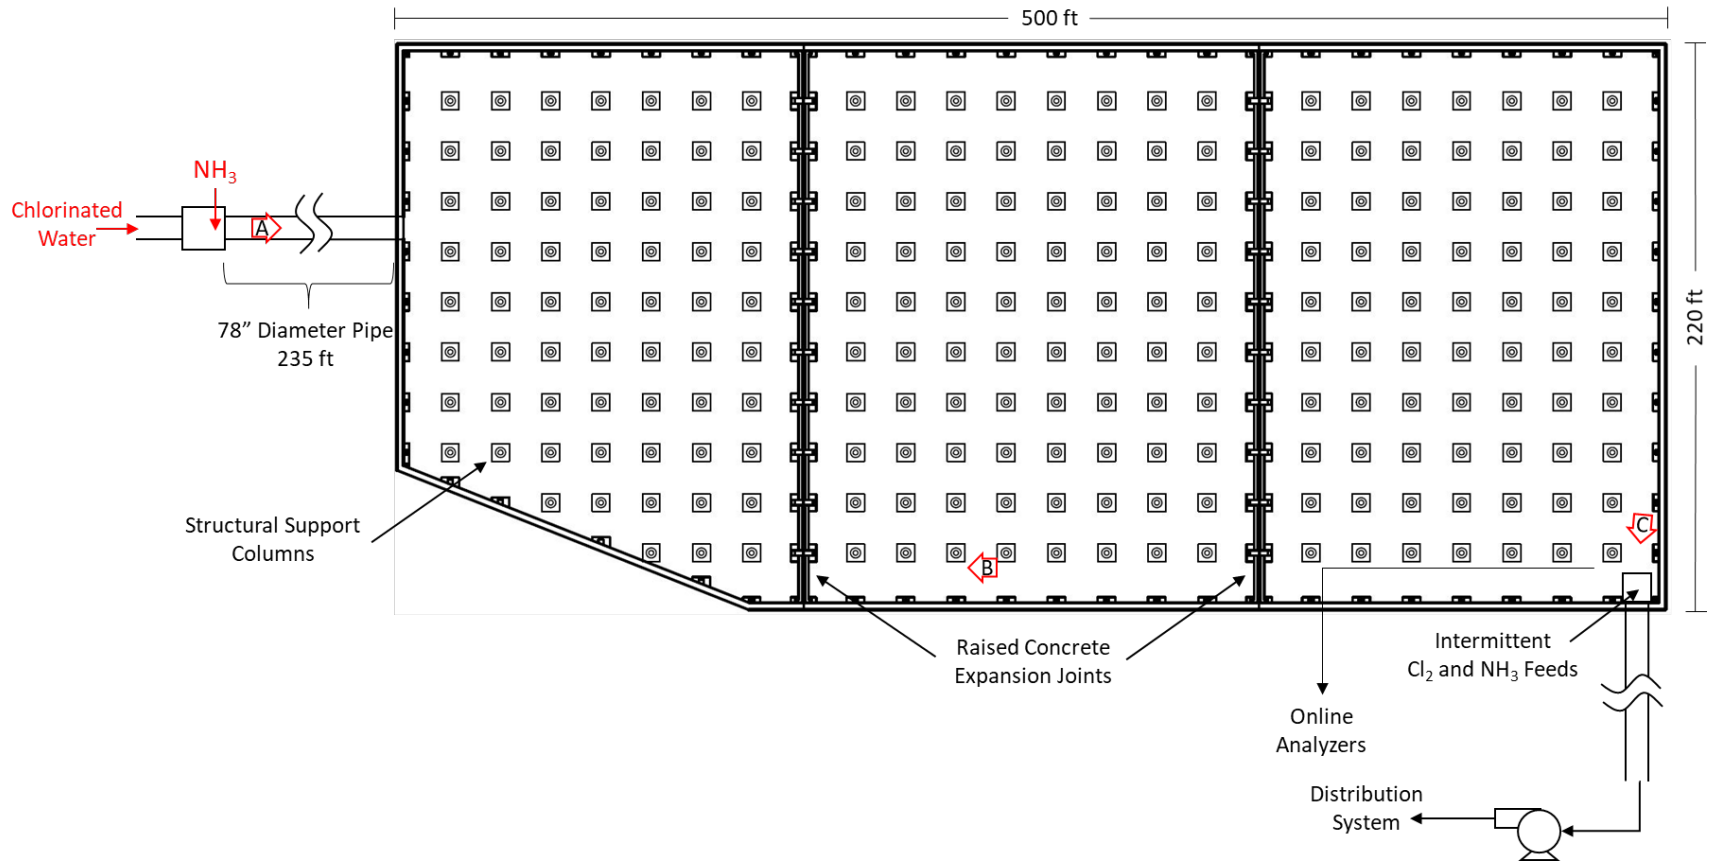 500 ft
NH3
Chlorinated
Water
A
220 ft
78” Diameter Pipe
235 ft
Structural Support
Columns
B
C
Raised Concrete
Expansion Joints
Intermittent
Cl2 and NH3 Feeds
Online
Analyzers
Distribution
System